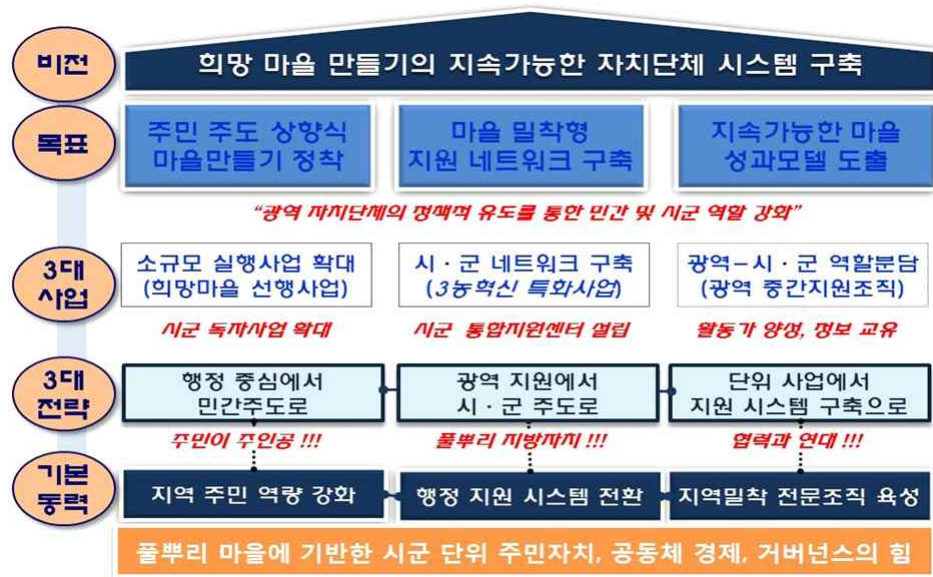 비전
희망 마을 만들기의 지속가능한 자치단체 시스템 구축
목표
주민 주도 상향식
마을만들기 정착
마을 밀착형
지원 네트워크 구축
지속가능한 마을
성과모델 도출
“광역 자치단체의 정책적 유도를 통한 민간 및 시군 역할 강화”
3대
사업
소규모 실행사업 확대
(희망마을 선행사업)
시·군 네트워크 구축
(3농혁신 특화사업)
광역-시·군 역할분담
(광역 중간지원조직)
시군 독자사업 확대
시군 통합지원센터 설립
활동가 양성, 정보 교유
3대
전략
행정 중심에서
민간주도로
광역 지원에서
시·군 주도로
단위 사업에서
지원 시스템 구축으로
주민이 주인공 !!!
풀뿌리 지방자치 !!!
협력과 연대 !!!
기본
동력
지역 주민 역량 강화
행정 지원 시스템 전환
지역밀착 전문조직 육성
풀뿌리 마을에 기반한 시군 단위 주민자치, 공동체 경제, 거버넌스의 힘